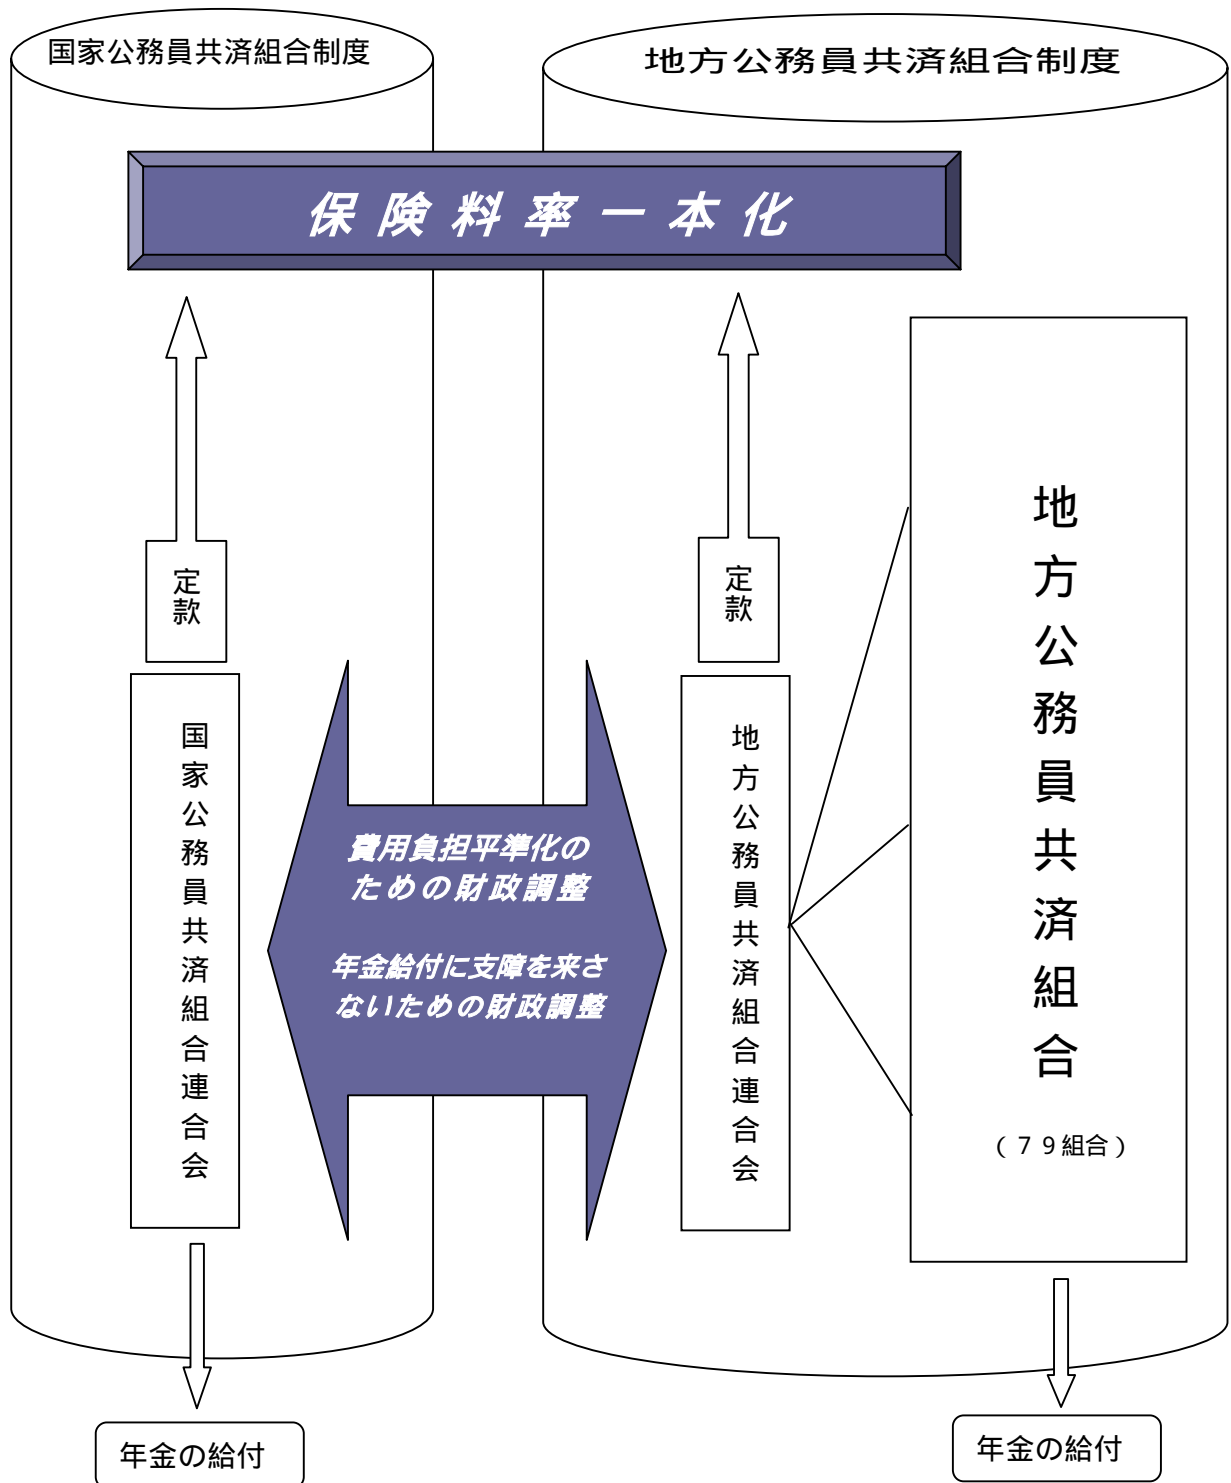 国家公務員共済組合制度
地方公務員共済組合制度
保険料率一本化
定款
定款
国家公務員共済組合連合会
費用負担平準化の
ための財政調整
年金給付に支障を来さ
ないための財政調整
地方公務員共済組合連合会
地方公務員共済組合
（７９組合）
年金の給付
年金の給付